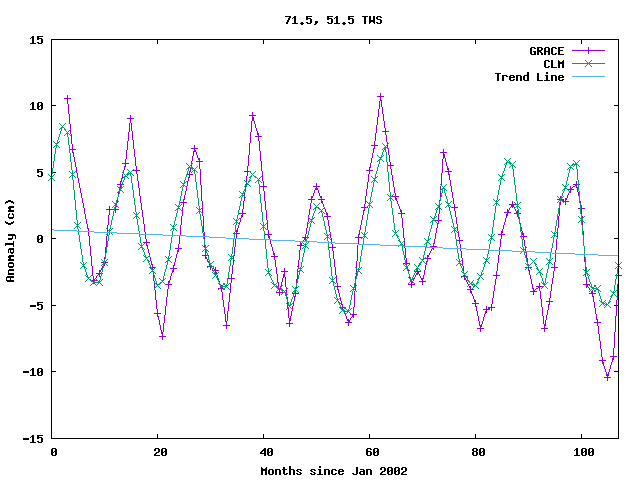 71.5, 51.5 TWS
GRACE
CLM
Trend Line
15
10
5
0
-5
-10
-15
Anomaly (cm)
0 20 40 60 80 100
Months since Jan 2002